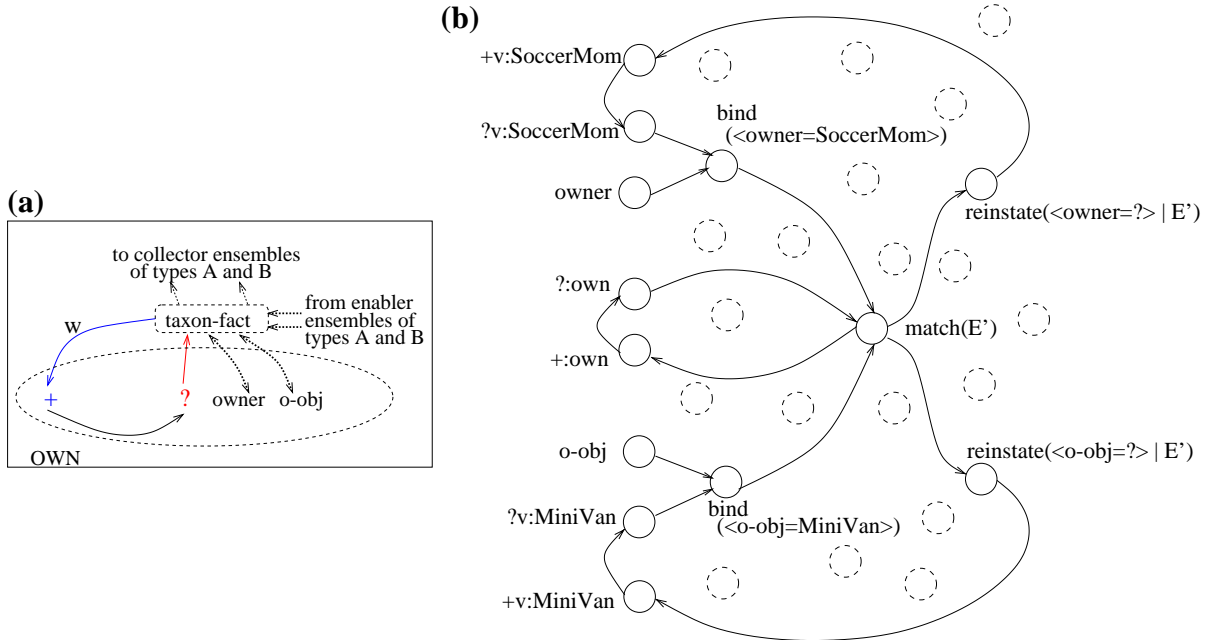 (a)
to collector ensembles
of types A and B
from enabler
ensembles of
types A and B
taxon-fact
w
+
?
owner
o-obj
OWN
(b)
+v:SoccerMom
?v:SoccerMom
bind
(<owner=SoccerMom>)
owner
reinstate(<owner=?> | E’)
?:own
match(E’)
+:own
o-obj
reinstate(<o-obj=?> | E’)
?v:MiniVan
bind
(<o-obj=MiniVan>)
+v:MiniVan